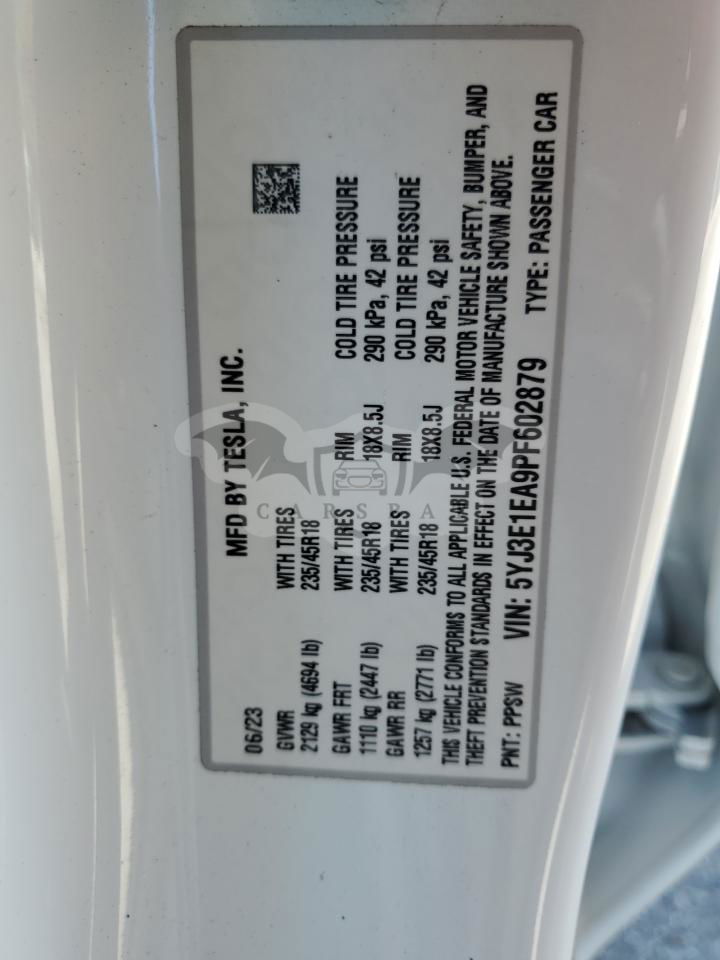 MFD BY TESLA, INC.
06/23
GVWR WITH TIRES
2129 kg (4694 lb) 235/45R18
GAWR FRT WITH TIRES RIM COLD TIRE PRESSURE
1110 kg (2447 lb) 235/45R18 18X8.5J 290 kPa, 42 psi
GAWR RR WITH TIRES RIM COLD TIRE PRESSURE
1257 kg (2771 lb) 235/45R18 18X8.5J 290 kPa, 42 psi
THIS VEHICLE CONFORMS TO ALL APPLICABLE U.S. FEDERAL MOTOR VEHICLE SAFETY, BUMPER, AND
THEFT PREVENTION STANDARDS IN EFFECT ON THE DATE OF MANUFACTURE SHOWN ABOVE.
PNT: PPSW VIN: 5YJ3E1EA9PF602879 TYPE: PASSENGER CAR
CARSRA